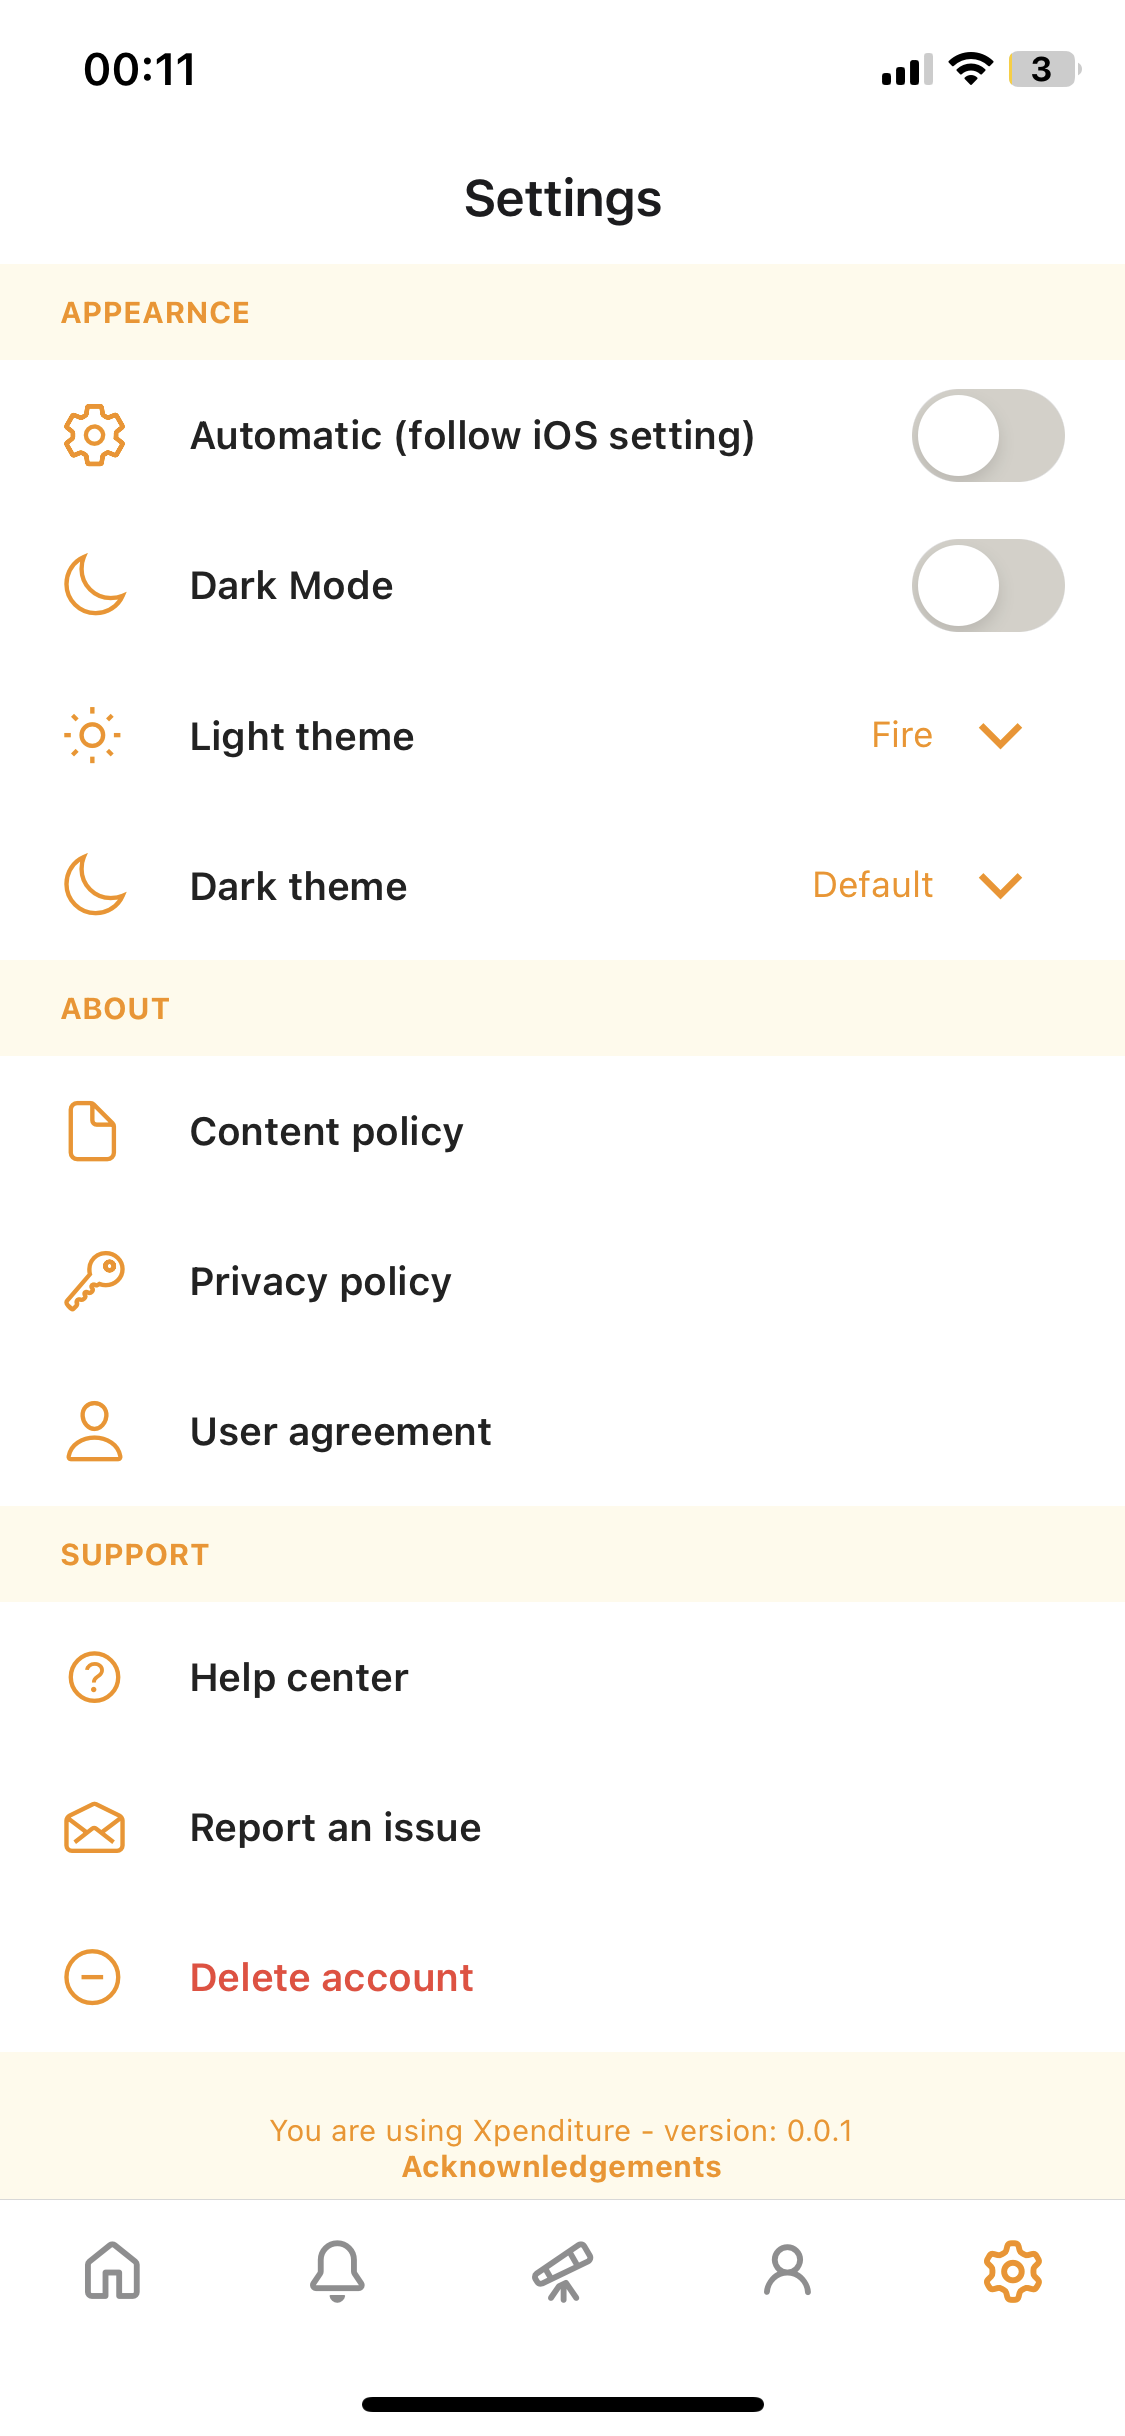 00:11
3
Settings
APPEARNCE
Automatic (follow iOS setting)
Dark Mode
Light theme Fire
Dark theme Default
ABOUT
Content policy
Privacy policy
User agreement
SUPPORT
Help center
Report an issue
Delete account
You are using Xpenditure - version: 0.0.1
Acknownledgements